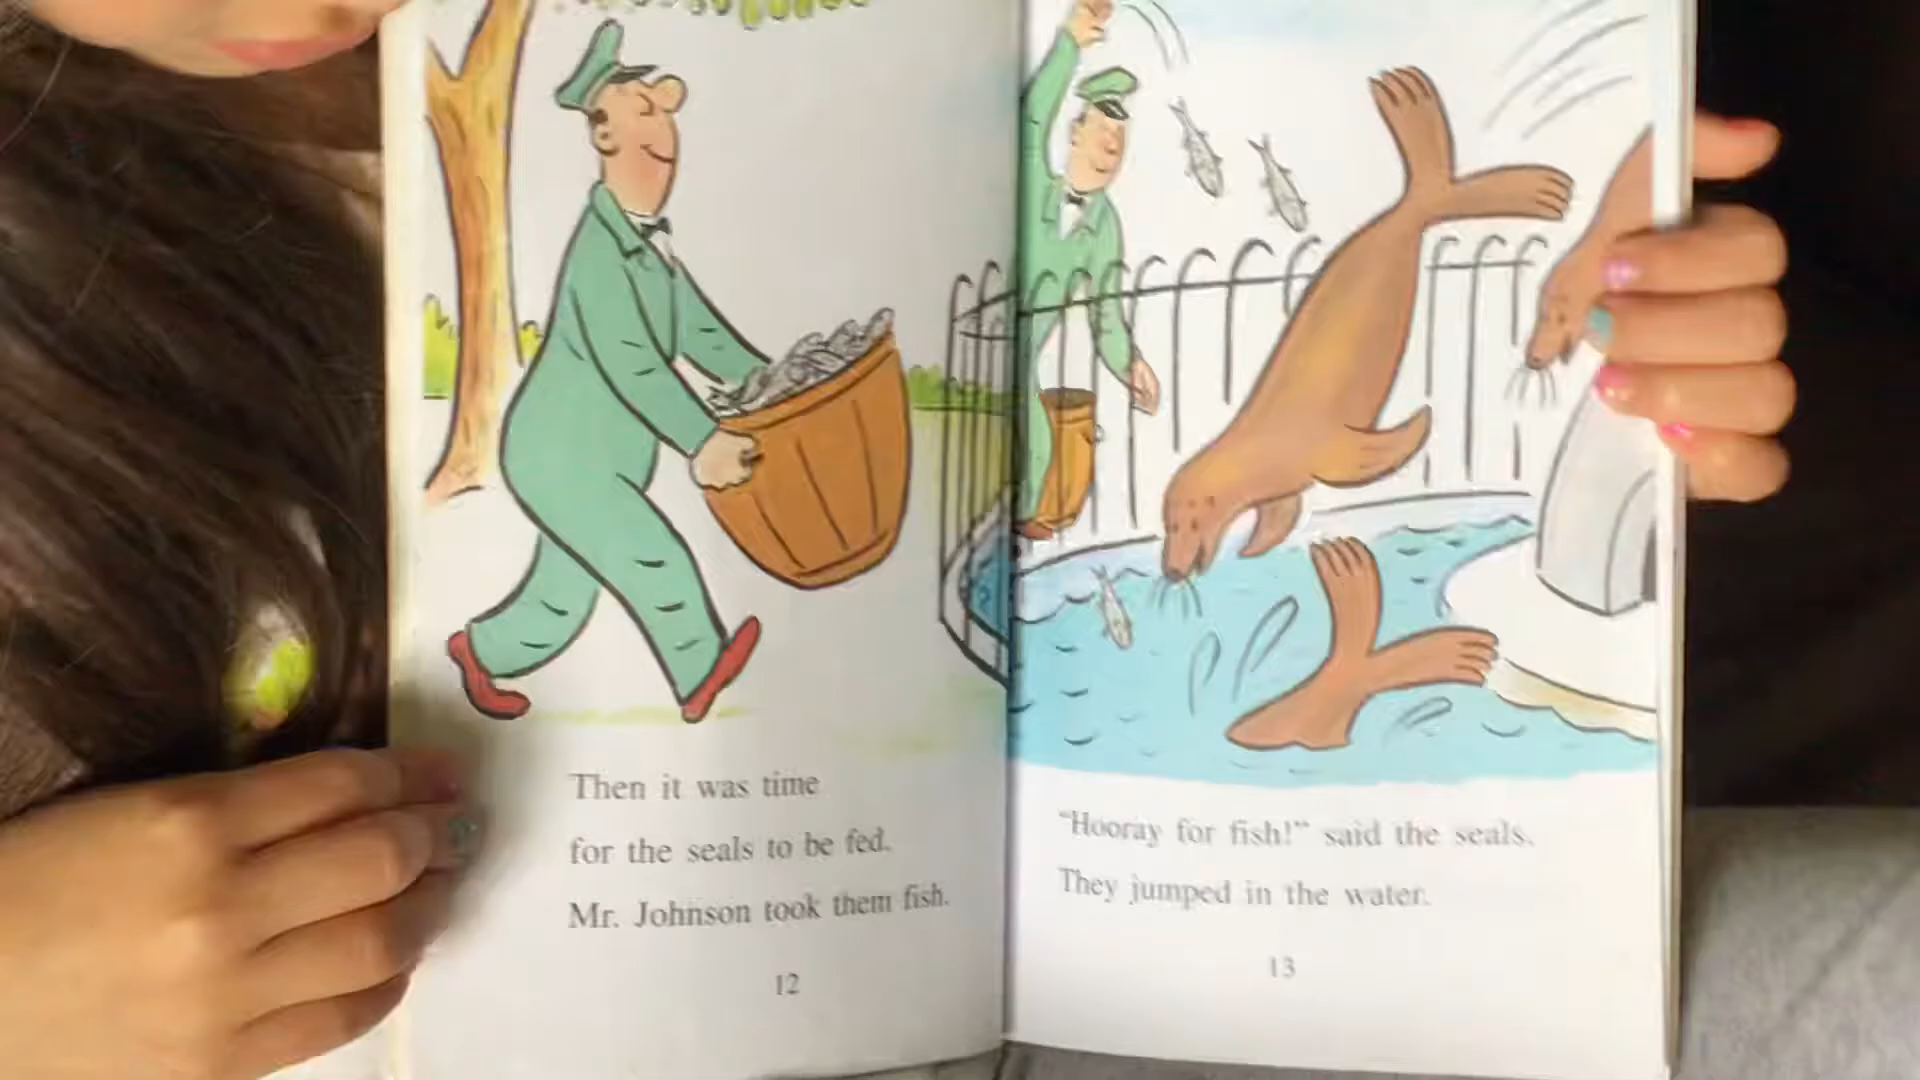 Then it was time
for the seals to be fed.
Mr. Johnson took them fish.
12
“Hooray for fish!” said the seals.
They jumped in the water.
13